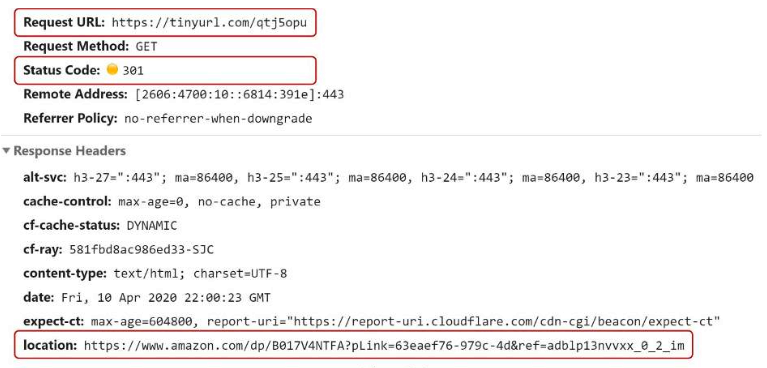 Request URL: https://tinyurl.com/qtj5opu
Request Method: GET
Status Code: 301
Remote Address: [2606:4700:10::6814:391e]:443
Referrer Policy: no-referrer-when-downgrade
Response Headers
alt-svc: h3-27=":443"; ma=86400, h3-25=":443"; ma=86400, h3-24=":443"; ma=86400, h3-23=":443"; ma=86400
cache-control: max-age=0, no-cache, private
cf-cache-status: DYNAMIC
cf-ray: 581fbd8ac986ed33-SJC
content-type: text/html; charset=UTF-8
date: Fri, 10 Apr 2020 22:00:23 GMT
expect-ct: max-age=604800, report-uri="https://report-uri.cloudflare.com/cdn-cgi/beacon/expect-ct"
location: https://www.amazon.com/dp/B017V4NTFA?pLink=63eaef76-979c-4d&ref=adblp13nvvxx_0_2_im